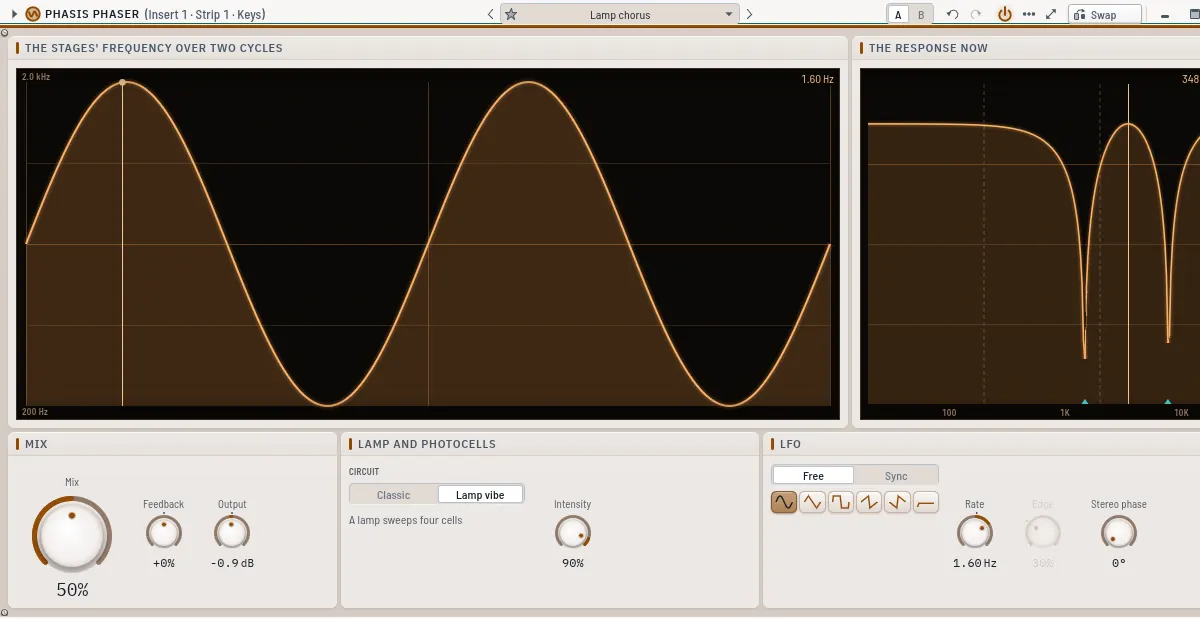 PHASIS PHASER (Insert 1 · Strip 1 · Keys)
Lamp chorus
A B
Swap
THE STAGES' FREQUENCY OVER TWO CYCLES
THE RESPONSE NOW
2.0 kHz
1.60 Hz
348
200 Hz
100 1K 10K
MIX
LAMP AND PHOTOCELLS
LFO
Mix
Feedback
Output
50%
+0%
-0.9 dB
CIRCUIT
Classic
Lamp vibe
A lamp sweeps four cells
Intensity
90%
Free
Sync
Rate
Edge
Stereo phase
1.60 Hz
30%
0°